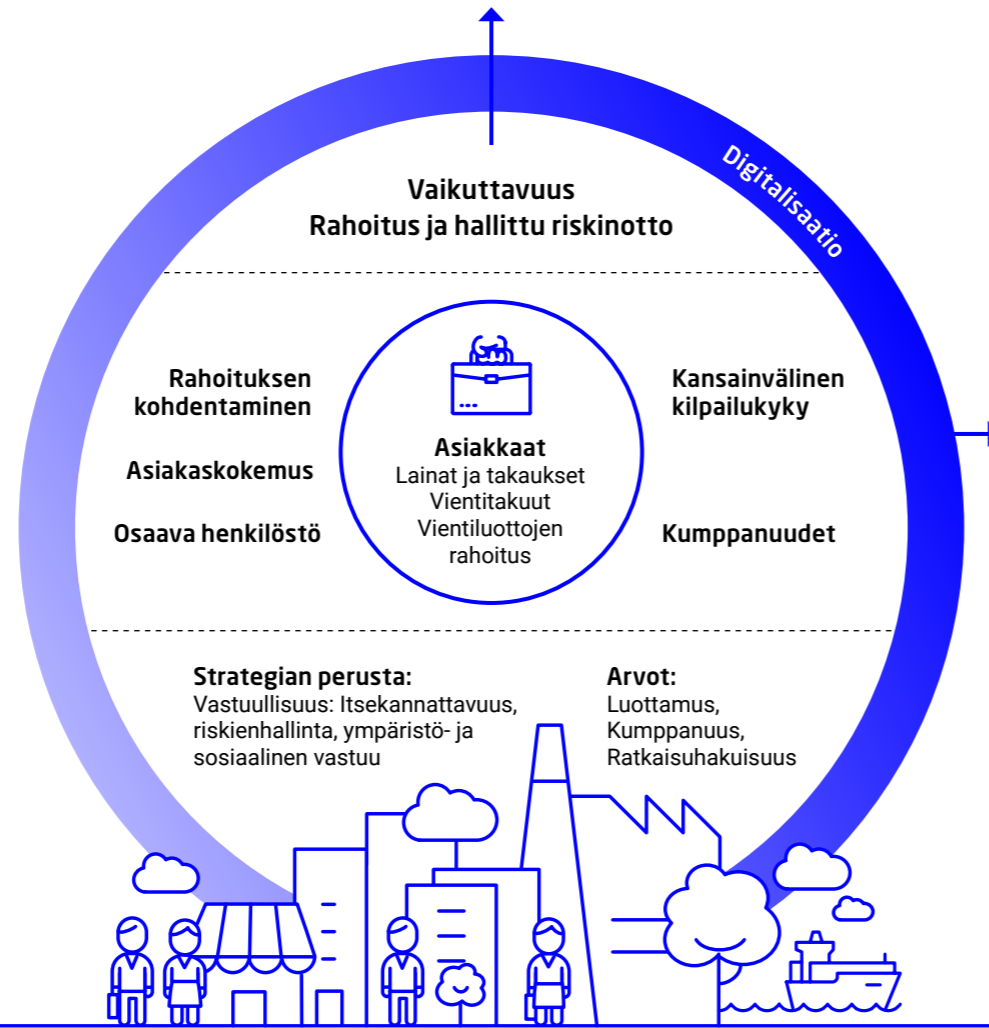 Digitalisaatio
Vaikuttavuus
Rahoitus ja hallittu riskinotto
Rahoituksen
kohdentaminen
Asiakaskokemus
Osaava henkilöstö
Asiakkaat
Lainat ja takaukset
Vientitakuut
Vientiluottojen
rahoitus
Kansainvälinen
kilpailukyky
Kumppanuudet
Strategian perusta:
Vastuullisuus: Itsekannattavuus,
riskienhallinta, ympäristö- ja
sosiaalinen vastuu
Arvot:
Luottamus,
Kumppanuus,
Ratkaisuhakuisuus